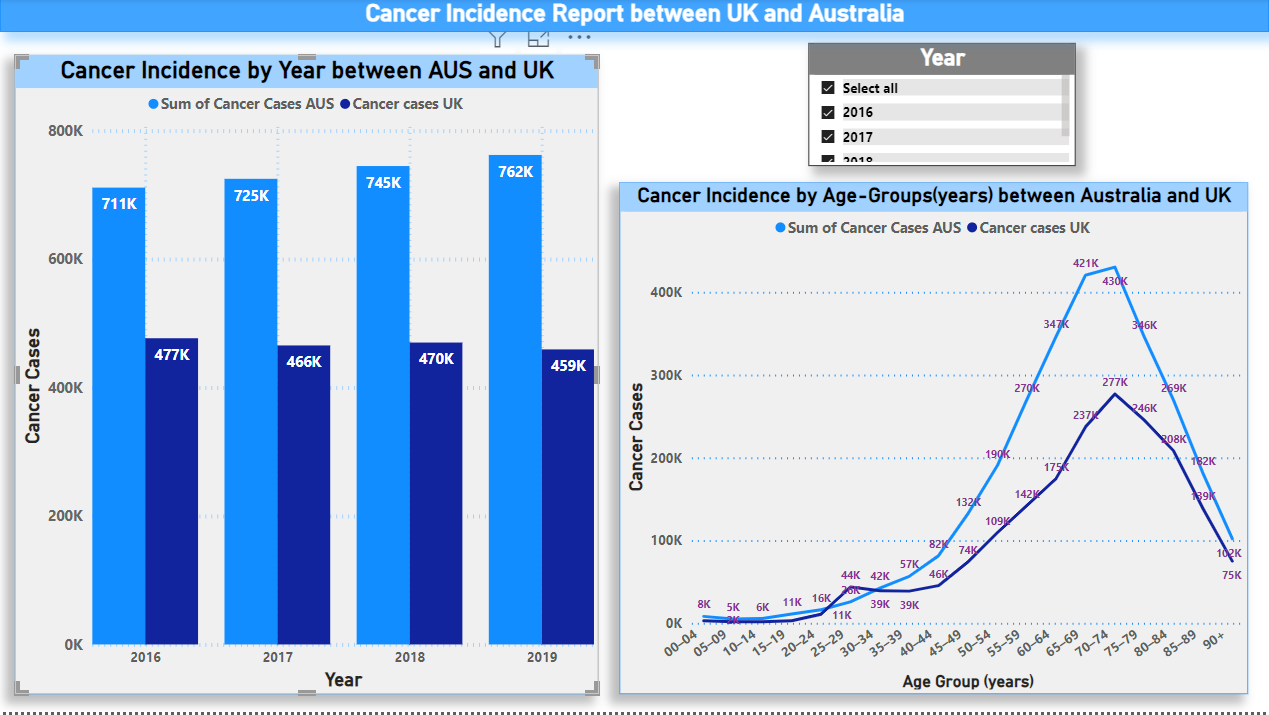 Cancer Incidence Report between UK and Australia
Cancer Incidence by Year between AUS and UK
Sum of Cancer Cases AUS Cancer cases UK
800K
600K
400K
200K
0K
Cancer Cases
711K
477K
725K
466K
745K
470K
762K
459K
2016 2017 2018 2019
Year
Year
Select all
2016
2017
2018
Cancer Incidence by Age-Groups(years) between Australia and UK
Sum of Cancer Cases AUS Cancer cases UK
400K
300K
200K
100K
0K
Cancer Cases
8K 5K 6K 11K 16K 26K 42K 57K 82K 132K 190K 270K 347K 421K 430K 346K 269K 182K 102K
11K 44K 39K 39K 46K 74K 109K 142K 175K 237K 277K 246K 208K 139K 75K
00-04 05-09 10-14 15-19 20-24 25-29 30-34 35-39 40-44 45-49 50-54 55-59 60-64 65-69 70-74 75-79 80-84 85-89 90+
Age Group (years)